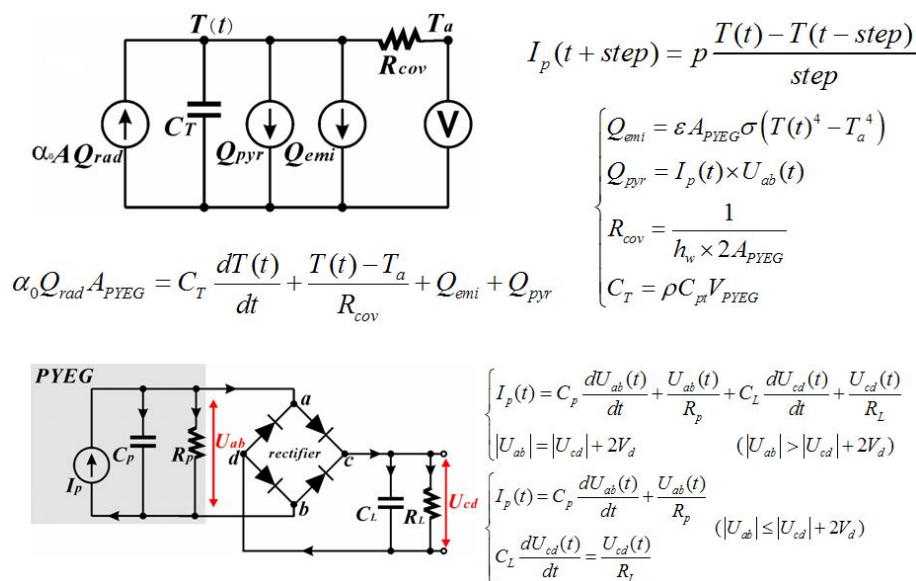 T(t)
T_a
R_cov
C_T
α₀AQ_rad
Q_pyr
Q_emi
V
I_p(t + step) = p (T(t) − T(t − step)) / step
Q_emi = εA_PYEG σ(T(t)⁴ − T_a⁴)
Q_pyr = I_p(t) × U_ab(t)
R_cov = 1 / (h_w × 2A_PYEG)
C_T = ρC_pt V_PYEG
α₀Q_rad A_PYEG = C_T dT(t)/dt + (T(t) − T_a)/R_cov + Q_emi + Q_pyr
PYEG
I_p
C_p
R_p
U_ab
a
d
rectifier
c
b
C_L
R_L
U_cd
I_p(t) = C_p dU_ab(t)/dt + U_ab(t)/R_p + C_L dU_cd(t)/dt + U_cd(t)/R_L
|U_ab| = |U_cd| + 2V_d (|U_ab| > |U_cd| + 2V_d)
I_p(t) = C_p dU_ab(t)/dt + U_ab(t)/R_p
(|U_ab| ≤ |U_cd| + 2V_d)
C_L dU_cd(t)/dt = U_cd(t)/R_L